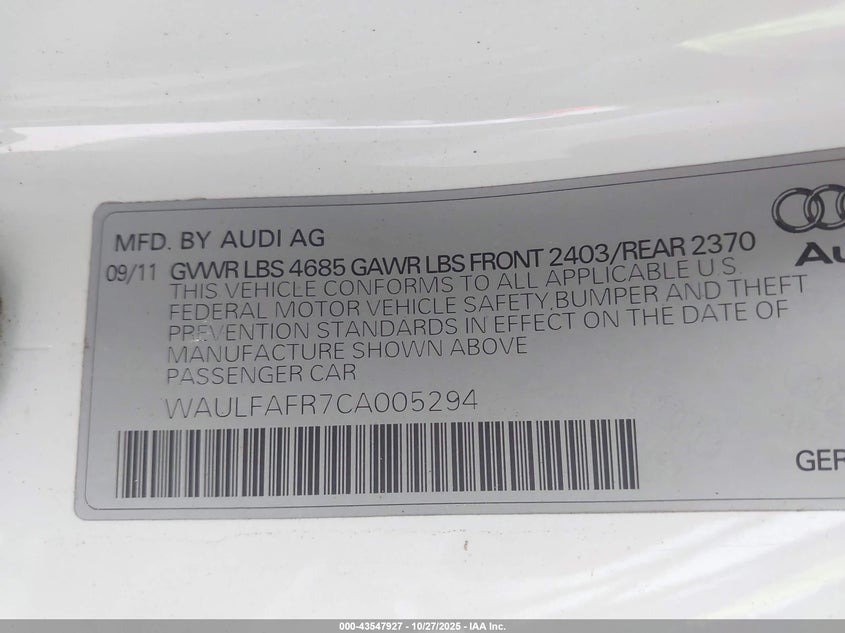 MFD. BY AUDI AG
09/11 GVWR LBS 4685 GAWR LBS FRONT 2403/REAR 2370
THIS VEHICLE CONFORMS TO ALL APPLICABLE U.S.
FEDERAL MOTOR VEHICLE SAFETY, BUMPER AND THEFT
PREVENTION STANDARDS IN EFFECT ON THE DATE OF
MANUFACTURE SHOWN ABOVE
PASSENGER CAR
WAULFAFR7CA005294
Au
GER
000-43547927 - 10/27/2025 - IAA Inc.